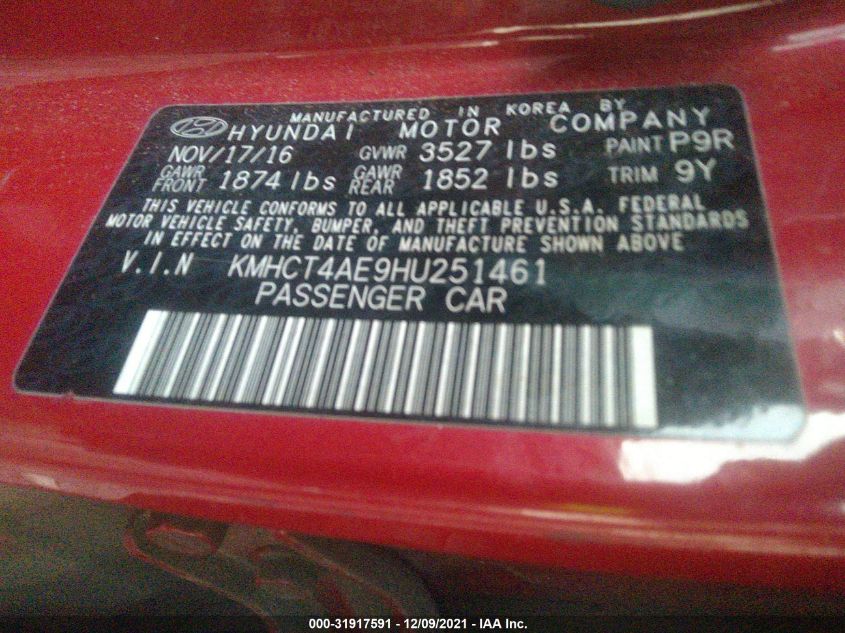 MANUFACTURED IN KOREA BY
HYUNDAI MOTOR COMPANY
NOV/17/16 GVWR 3527 lbs PAINT P9R
GAWR FRONT 1874 lbs GAWR REAR 1852 lbs TRIM 9Y
THIS VEHICLE CONFORMS TO ALL APPLICABLE U.S.A. FEDERAL
MOTOR VEHICLE SAFETY, BUMPER, AND THEFT PREVENTION STANDARDS
IN EFFECT ON THE DATE OF MANUFACTURE SHOWN ABOVE
V.I.N KMHCT4AE9HU251461
PASSENGER CAR
000-31917591 - 12/09/2021 - IAA Inc.